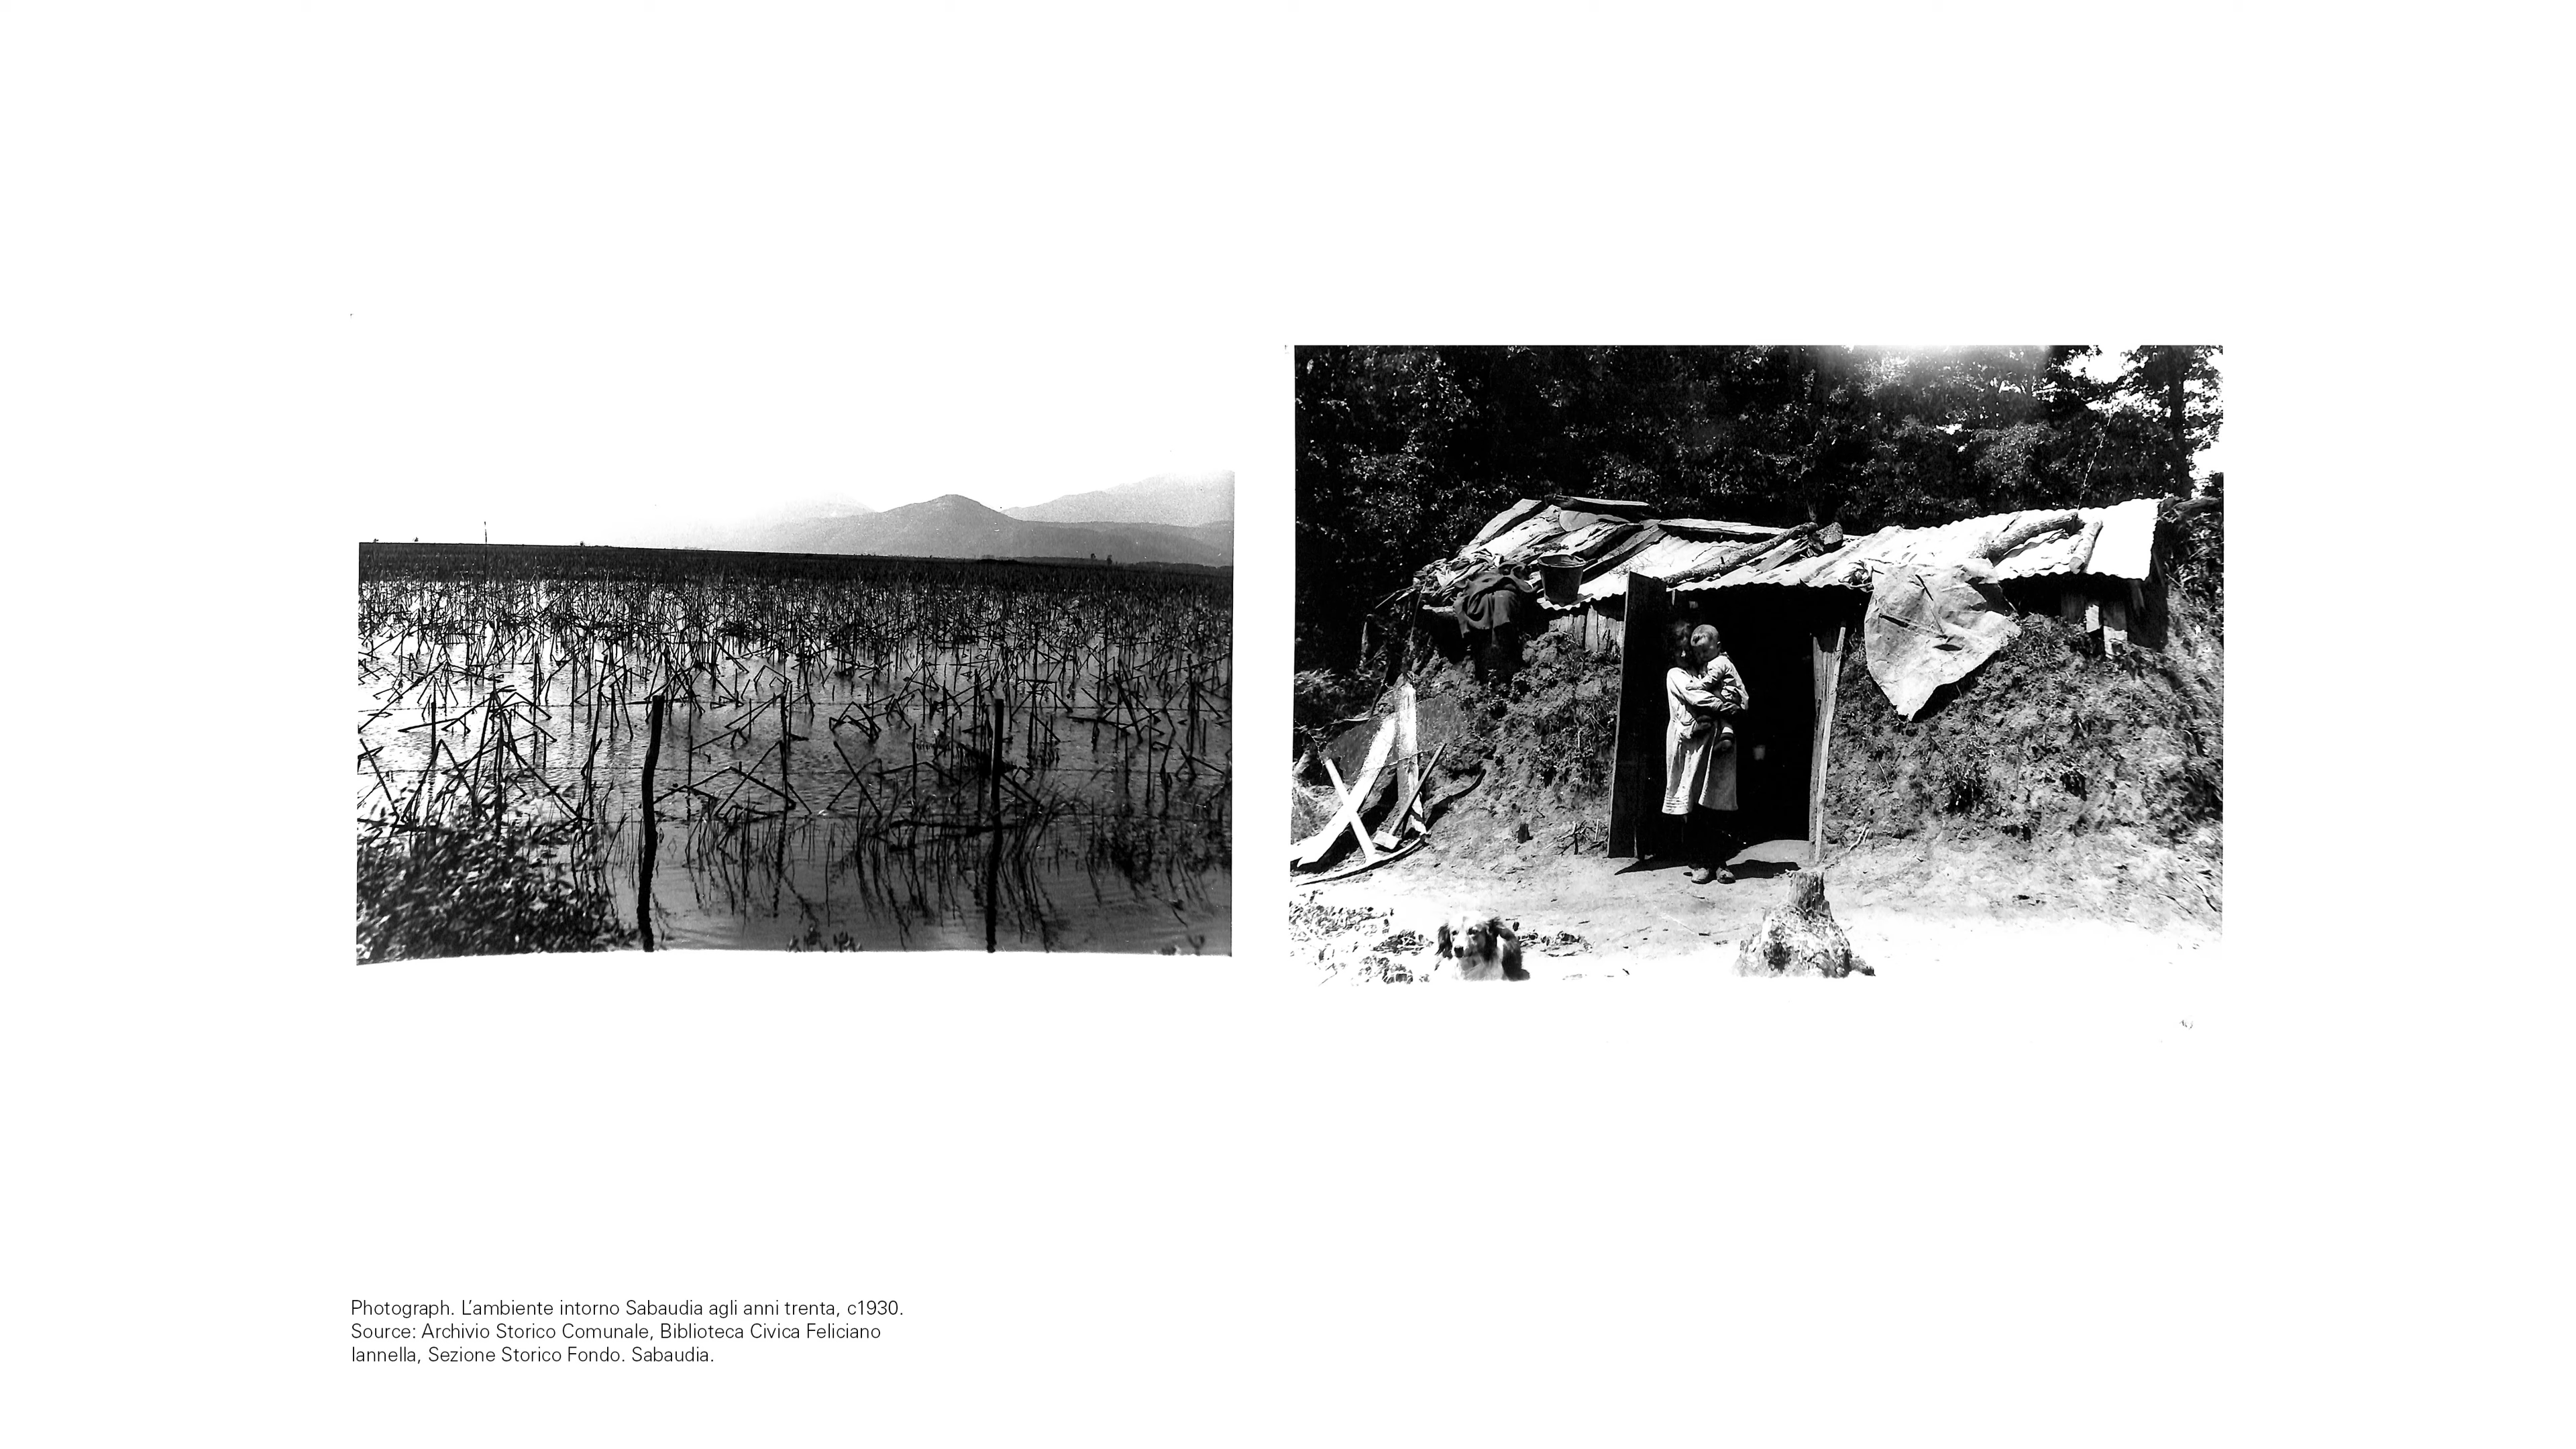 Photograph. L’ambiente intorno Sabaudia agli anni trenta, c1930.
Source: Archivio Storico Comunale, Biblioteca Civica Feliciano
Iannella, Sezione Storico Fondo. Sabaudia.